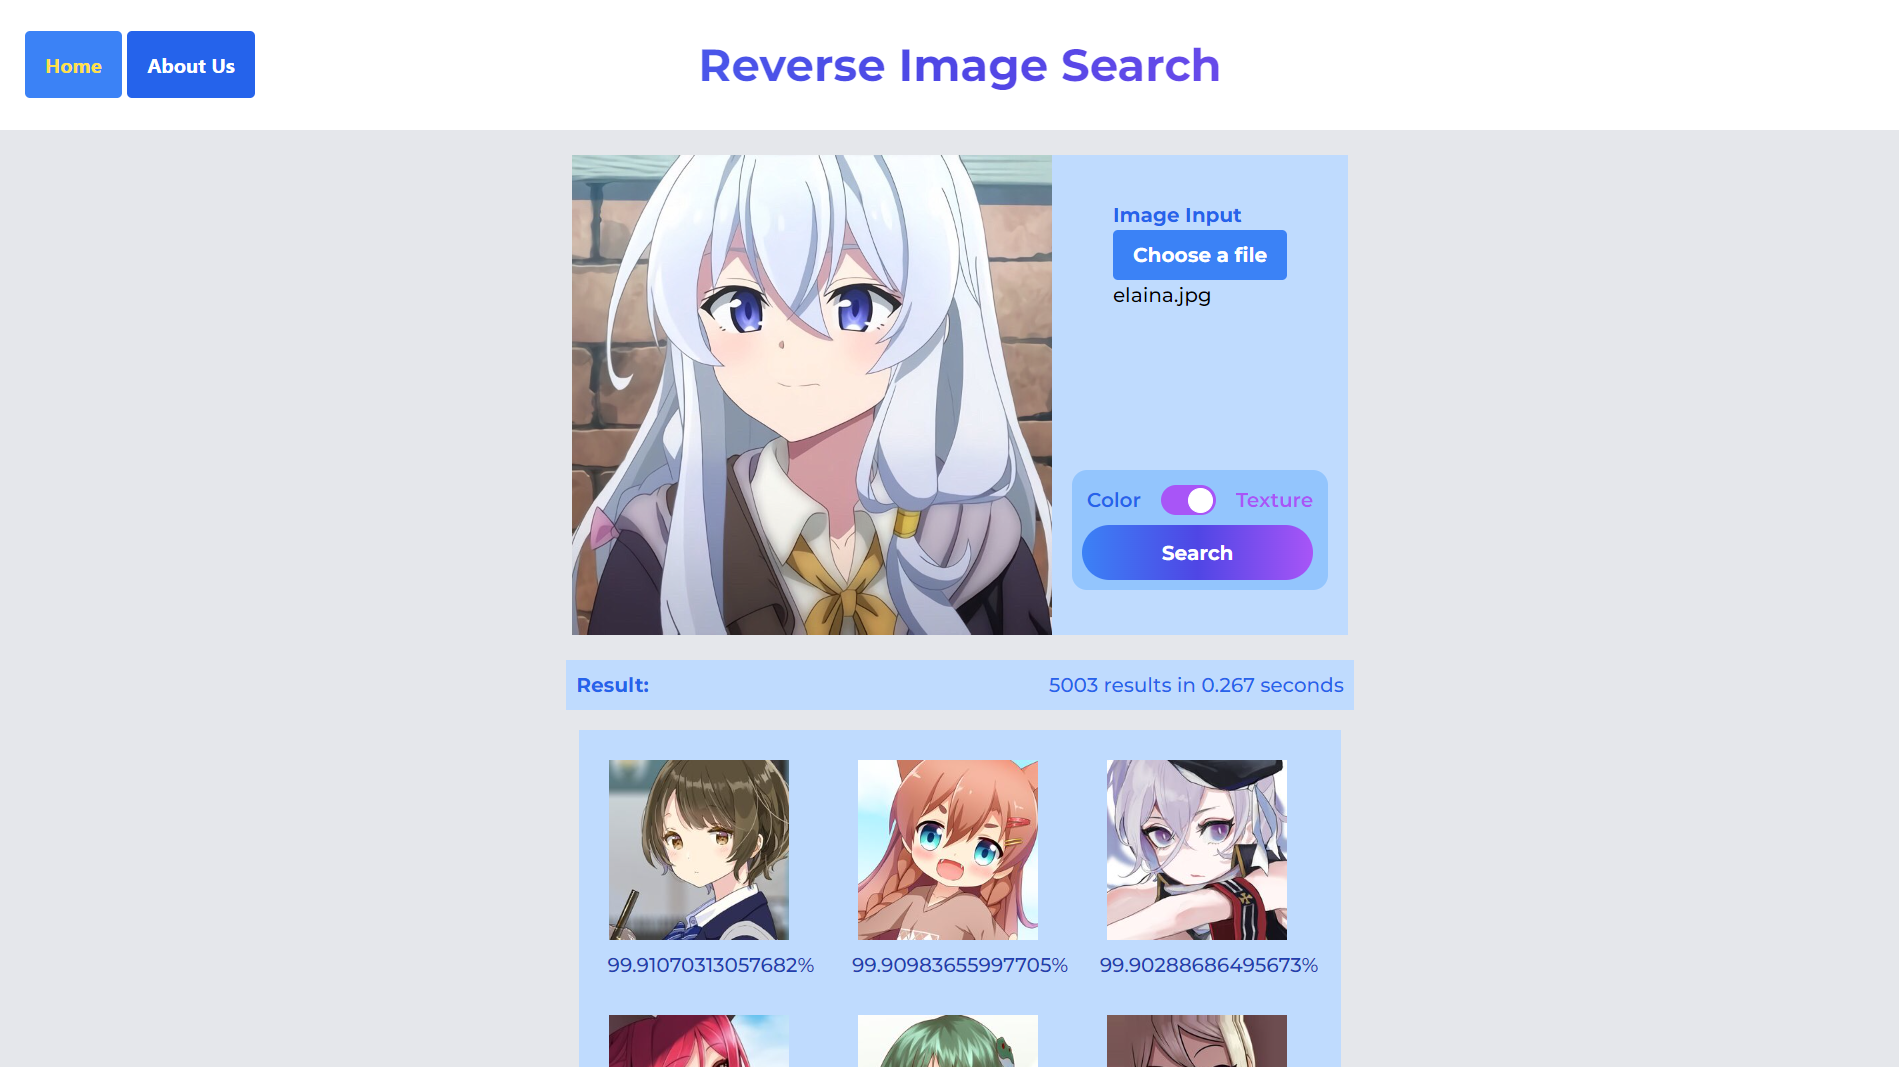 Home
About Us
Reverse Image Search
Image Input
Choose a file
elaina.jpg
Color
Texture
Search
Result:
5003 results in 0.267 seconds
99.91070313057682%
99.90983655997705%
99.90288686495673%